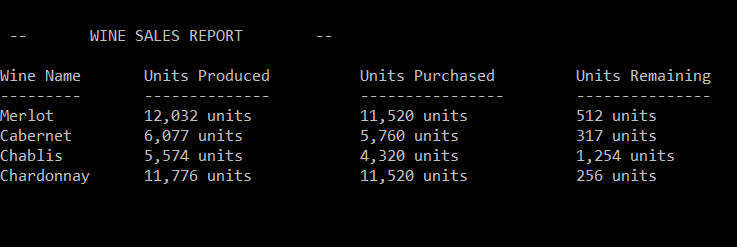 -- WINE SALES REPORT --
Wine Name Units Produced Units Purchased Units Remaining
--------- -------------- ---------------- ---------------
Merlot 12,032 units 11,520 units 512 units
Cabernet 6,077 units 5,760 units 317 units
Chablis 5,574 units 4,320 units 1,254 units
Chardonnay 11,776 units 11,520 units 256 units